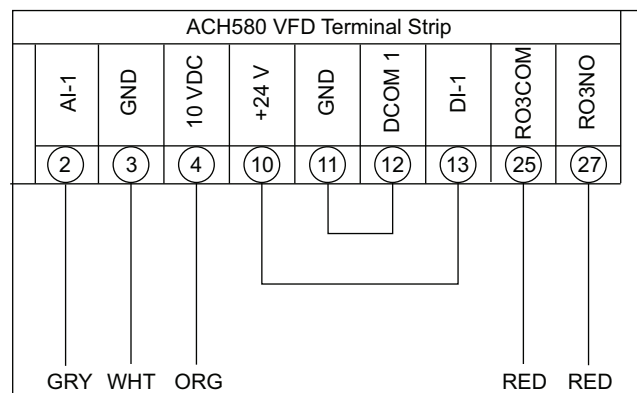 ACH580 VFD Terminal Strip
AI-1
GND
10 VDC
+24 V
GND
DCOM 1
DI-1
RO3COM
RO3NO
2 3 4 10 11 12 13 25 27
GRY WHT ORG RED RED